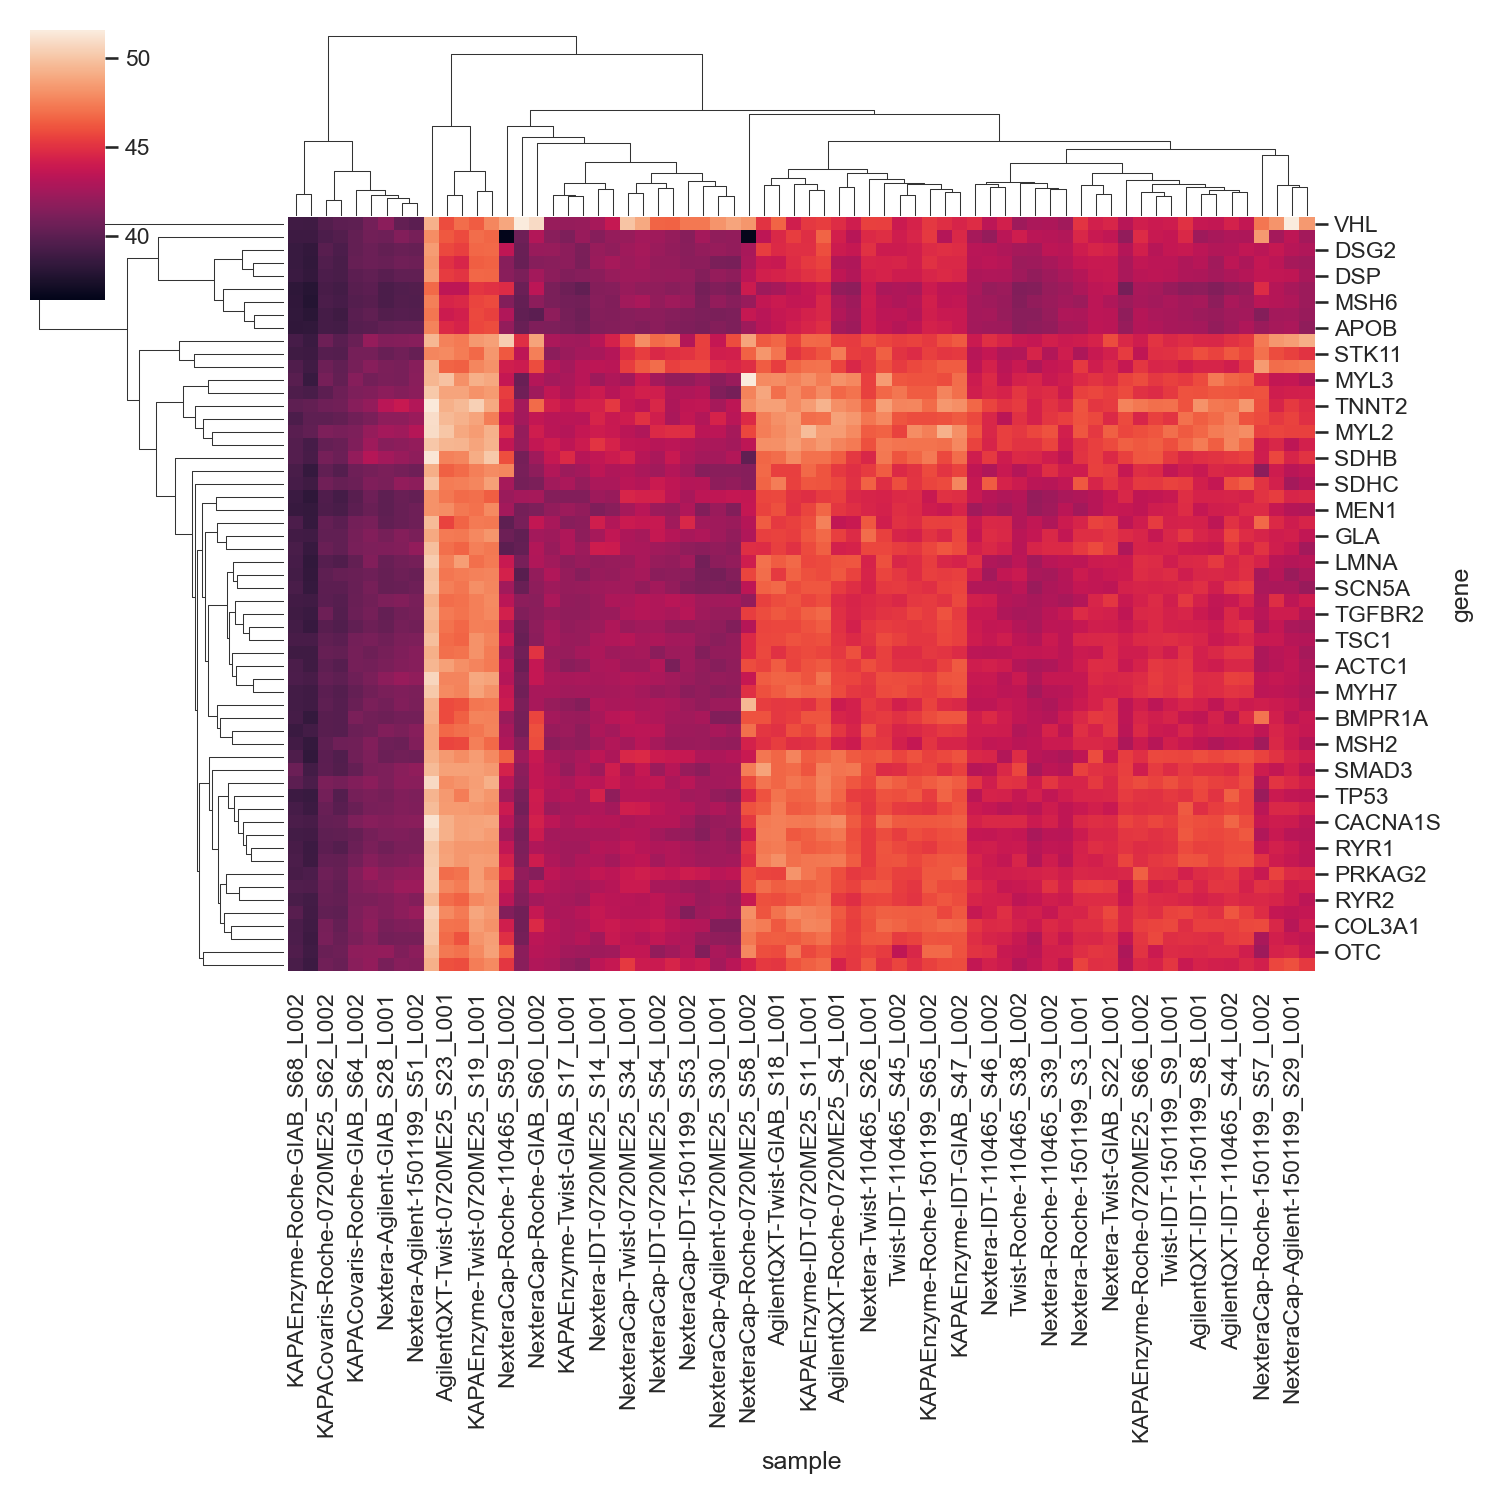 50
45
40
VHL
DSG2
DSP
MSH6
APOB
STK11
MYL3
TNNT2
MYL2
SDHB
SDHC
MEN1
GLA
LMNA
SCN5A
TGFBR2
TSC1
ACTC1
MYH7
BMPR1A
MSH2
SMAD3
TP53
CACNA1S
RYR1
PRKAG2
RYR2
COL3A1
OTC
gene
KAPAEnzyme-Roche-GIAB_S68_L002
KAPACovaris-Roche-0720ME25_S62_L002
KAPACovaris-Roche-GIAB_S64_L002
Nextera-Agilent-GIAB_S28_L001
Nextera-Agilent-1501199_S51_L002
AgilentQXT-Twist-0720ME25_S23_L001
KAPAEnzyme-Twist-0720ME25_S19_L001
NexteraCap-Roche-110465_S59_L002
NexteraCap-Roche-GIAB_S60_L002
KAPAEnzyme-Twist-GIAB_S17_L001
Nextera-IDT-0720ME25_S14_L001
NexteraCap-Twist-0720ME25_S34_L001
NexteraCap-IDT-0720ME25_S54_L002
NexteraCap-IDT-1501199_S53_L002
NexteraCap-Agilent-0720ME25_S30_L001
NexteraCap-Roche-0720ME25_S58_L002
AgilentQXT-Twist-GIAB_S18_L001
KAPAEnzyme-IDT-0720ME25_S11_L001
AgilentQXT-Roche-0720ME25_S4_L001
Nextera-Twist-110465_S26_L001
Twist-IDT-110465_S45_L002
KAPAEnzyme-Roche-1501199_S65_L002
KAPAEnzyme-IDT-GIAB_S47_L002
Nextera-IDT-110465_S46_L002
Twist-Roche-110465_S38_L002
Nextera-Roche-110465_S39_L002
Nextera-Roche-1501199_S3_L001
Nextera-Twist-GIAB_S22_L001
KAPAEnzyme-Roche-0720ME25_S66_L002
Twist-IDT-1501199_S9_L001
AgilentQXT-IDT-1501199_S8_L001
AgilentQXT-IDT-110465_S44_L002
NexteraCap-Roche-1501199_S57_L002
NexteraCap-Agilent-1501199_S29_L001
sample